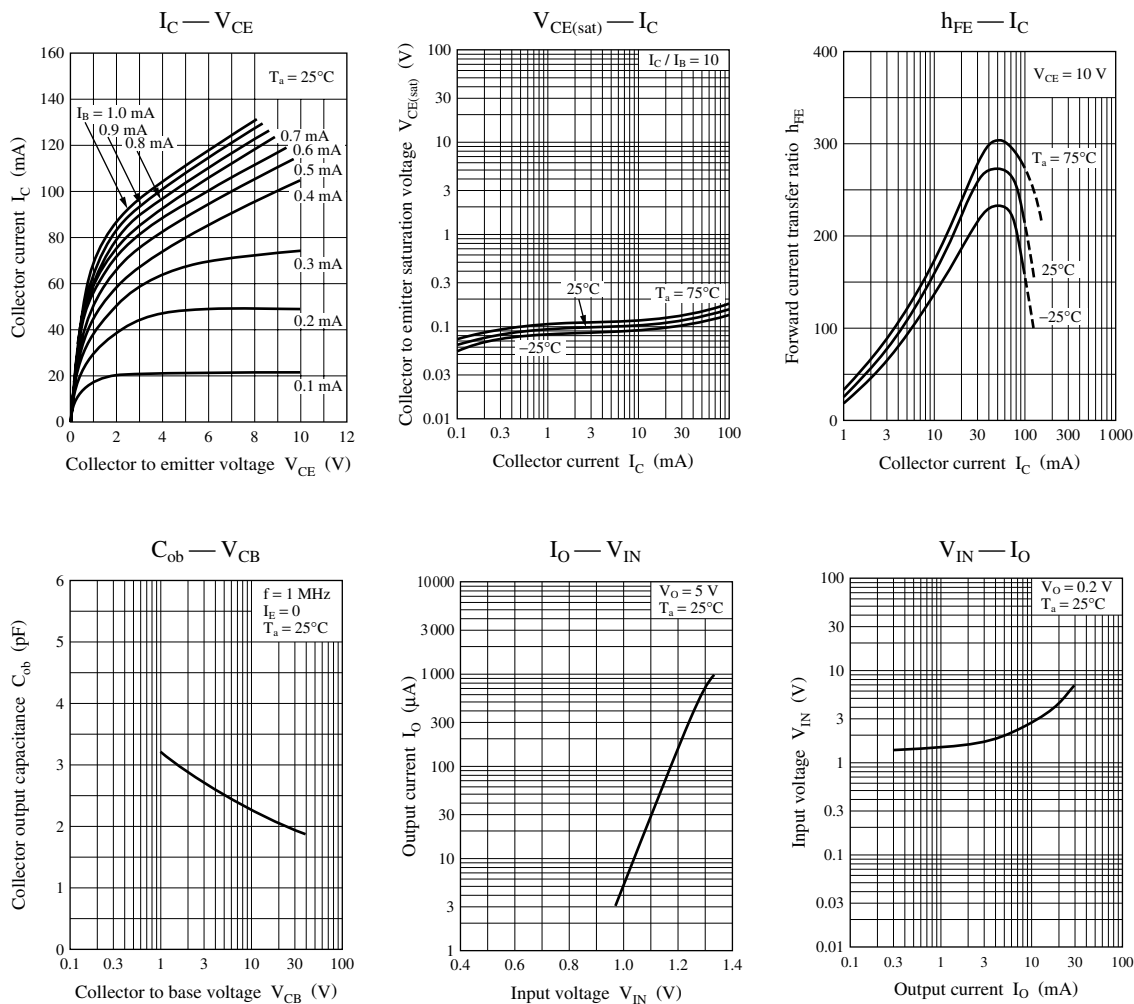 I_C — V_CE
T_a = 25°C
I_B = 1.0 mA
0.9 mA
0.8 mA
0.7 mA
0.6 mA
0.5 mA
0.4 mA
0.3 mA
0.2 mA
0.1 mA
160
140
120
100
80
60
40
20
0
0 2 4 6 8 10 12
Collector current I_C (mA)
Collector to emitter voltage V_CE (V)
V_CE(sat) — I_C
I_C / I_B = 10
25°C
T_a = 75°C
–25°C
100
30
10
3
1
0.3
0.1
0.03
0.01
0.1 0.3 1 3 10 30 100
Collector to emitter saturation voltage V_CE(sat) (V)
Collector current I_C (mA)
h_FE — I_C
V_CE = 10 V
T_a = 75°C
25°C
–25°C
400
300
250
200
150
100
0
1 3 10 30 100 300 1 000
Forward current transfer ratio h_FE
Collector current I_C (mA)
C_ob — V_CB
f = 1 MHz
I_E = 0
T_a = 25°C
6
5
4
3
2
1
0
0.1 0.3 1 3 10 30 100
Collector output capacitance C_ob (pF)
Collector to base voltage V_CB (V)
I_O — V_IN
V_O = 5 V
T_a = 25°C
10 000
3 000
1 000
300
100
30
10
3
1
0.4 0.6 0.8 1.0 1.2 1.4
Output current I_O (µA)
Input voltage V_IN (V)
V_IN — I_O
V_O = 0.2 V
T_a = 25°C
100
30
10
3
1
0.3
0.1
0.03
0.01
0.1 0.3 1 3 10 30 100
Input voltage V_IN (V)
Output current I_O (mA)